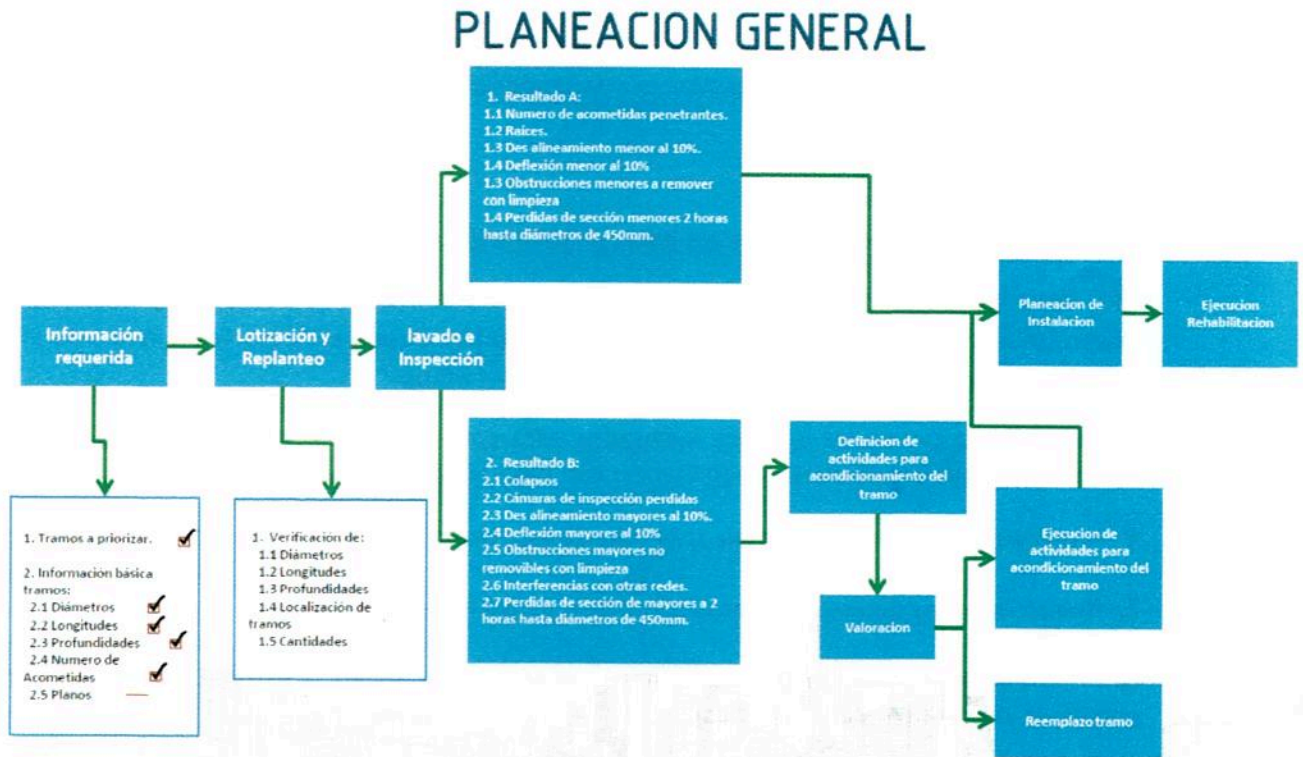 PLANEACION GENERAL
1. Resultado A:
1.1 Numero de acometidas penetrantes.
1.2 Raíces.
1.3 Des alineamiento menor al 10%.
1.4 Deflexión menor al 10%
1.3 Obstrucciones menores a remover
con limpieza
1.4 Perdidas de sección menores 2 horas
hasta diámetros de 450mm.
Información
requerida
Lotización y
Replanteo
lavado e
Inspección
Planeacion de
Instalacion
Ejecucion
Rehabilitacion
1. Tramos a priorizar.
2. Información básica
tramos:
2.1 Diámetros
2.2 Longitudes
2.3 Profundidades
2.4 Numero de
Acometidas
2.5 Planos
1. Verificación de:
1.1 Diámetros
1.2 Longitudes
1.3 Profundidades
1.4 Localización de
tramos
1.5 Cantidades
2. Resultado B:
2.1 Colapsos
2.2 Cámaras de inspección perdidas
2.3 Des alineamiento mayores al 10%.
2.4 Deflexión mayores al 10%
2.5 Obstrucciones mayores no
removibles con limpieza
2.6 Interferencias con otras redes.
2.7 Perdidas de sección de mayores a 2
horas hasta diámetros de 450mm.
Definicion de
actividades para
acondicionamiento del
tramo
Valoracion
Ejecucion de
actividades para
acondicionamiento del
tramo
Reemplazo tramo